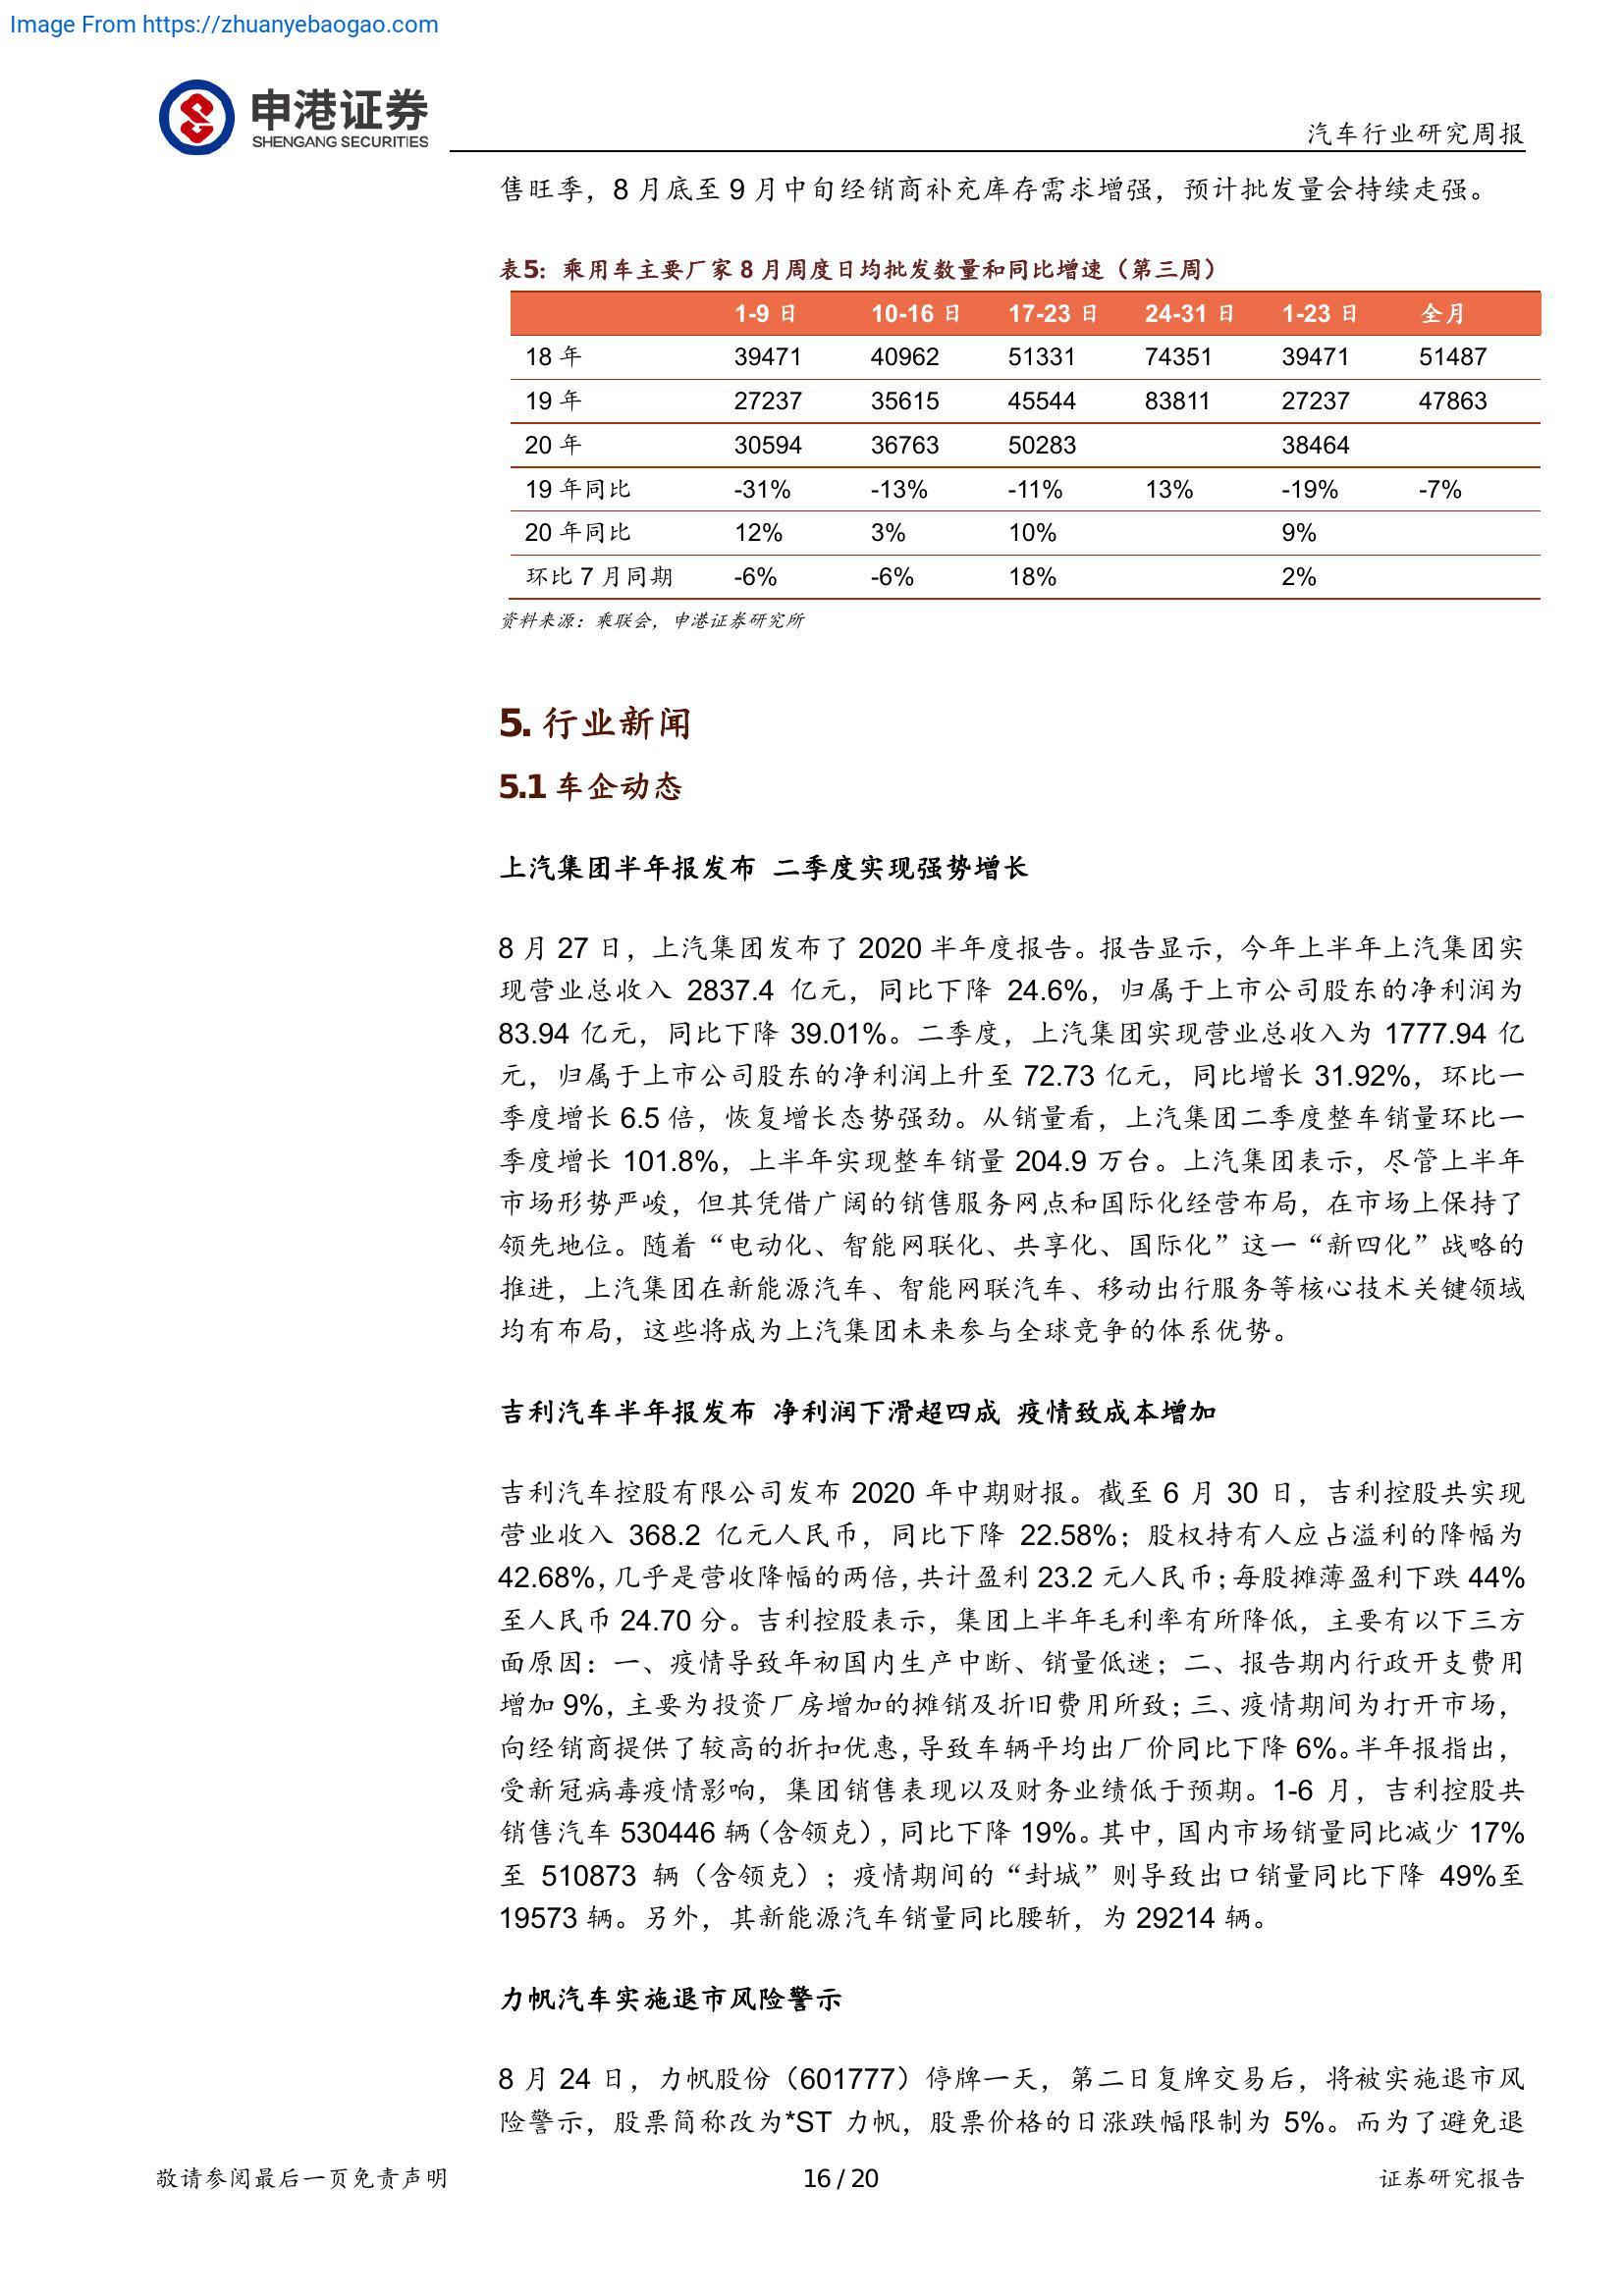 Image From https://zhuanyebaogao.com
申港证券
SHENGANG SECURITIES
汽车行业研究周报
售旺季，8 月底至 9 月中旬经销商补充库存需求增强，预计批发量会持续走强。
表5：乘用车主要厂家 8 月周度日均批发数量和同比增速（第三周）
1-9 日 10-16 日 17-23 日 24-31 日 1-23 日 全月
18 年 39471 40962 51331 74351 39471 51487
19 年 27237 35615 45544 83811 27237 47863
20 年 30594 36763 50283 38464
19 年同比 -31% -13% -11% 13% -19% -7%
20 年同比 12% 3% 10% 9%
环比 7 月同期 -6% -6% 18% 2%
资料来源：乘联会，申港证券研究所
5. 行业新闻
5.1 车企动态
上汽集团半年报发布 二季度实现强势增长
8 月 27 日，上汽集团发布了 2020 半年度报告。报告显示，今年上半年上汽集团实
现营业总收入 2837.4 亿元，同比下降 24.6%，归属于上市公司股东的净利润为
83.94 亿元，同比下降 39.01%。二季度，上汽集团实现营业总收入为 1777.94 亿
元，归属于上市公司股东的净利润上升至 72.73 亿元，同比增长 31.92%，环比一
季度增长 6.5 倍，恢复增长态势强劲。从销量看，上汽集团二季度整车销量环比一
季度增长 101.8%，上半年实现整车销量 204.9 万台。上汽集团表示，尽管上半年
市场形势严峻，但其凭借广阔的销售服务网点和国际化经营布局，在市场上保持了
领先地位。随着“电动化、智能网联化、共享化、国际化”这一“新四化”战略的
推进，上汽集团在新能源汽车、智能网联汽车、移动出行服务等核心技术关键领域
均有布局，这些将成为上汽集团未来参与全球竞争的体系优势。
吉利汽车半年报发布 净利润下滑超四成 疫情致成本增加
吉利汽车控股有限公司发布 2020 年中期财报。截至 6 月 30 日，吉利控股共实现
营业收入 368.2 亿元人民币，同比下降 22.58%；股权持有人应占溢利的降幅为
42.68%，几乎是营收降幅的两倍，共计盈利 23.2 元人民币；每股摊薄盈利下跌 44%
至人民币 24.70 分。吉利控股表示，集团上半年毛利率有所降低，主要有以下三方
面原因：一、疫情导致年初国内生产中断、销量低迷；二、报告期内行政开支费用
增加 9%，主要为投资厂房增加的摊销及折旧费用所致；三、疫情期间为打开市场，
向经销商提供了较高的折扣优惠，导致车辆平均出厂价同比下降 6%。半年报指出，
受新冠病毒疫情影响，集团销售表现以及财务业绩低于预期。1-6 月，吉利控股共
销售汽车 530446 辆（含领克），同比下降 19%。其中，国内市场销量同比减少 17%
至 510873 辆（含领克）；疫情期间的“封城”则导致出口销量同比下降 49%至
19573 辆。另外，其新能源汽车销量同比腰斩，为 29214 辆。
力帆汽车实施退市风险警示
8 月 24 日，力帆股份（601777）停牌一天，第二日复牌交易后，将被实施退市风
险警示，股票简称改为*ST 力帆，股票价格的日涨跌幅限制为 5%。而为了避免退
敬请参阅最后一页免责声明
16 / 20
证券研究报告